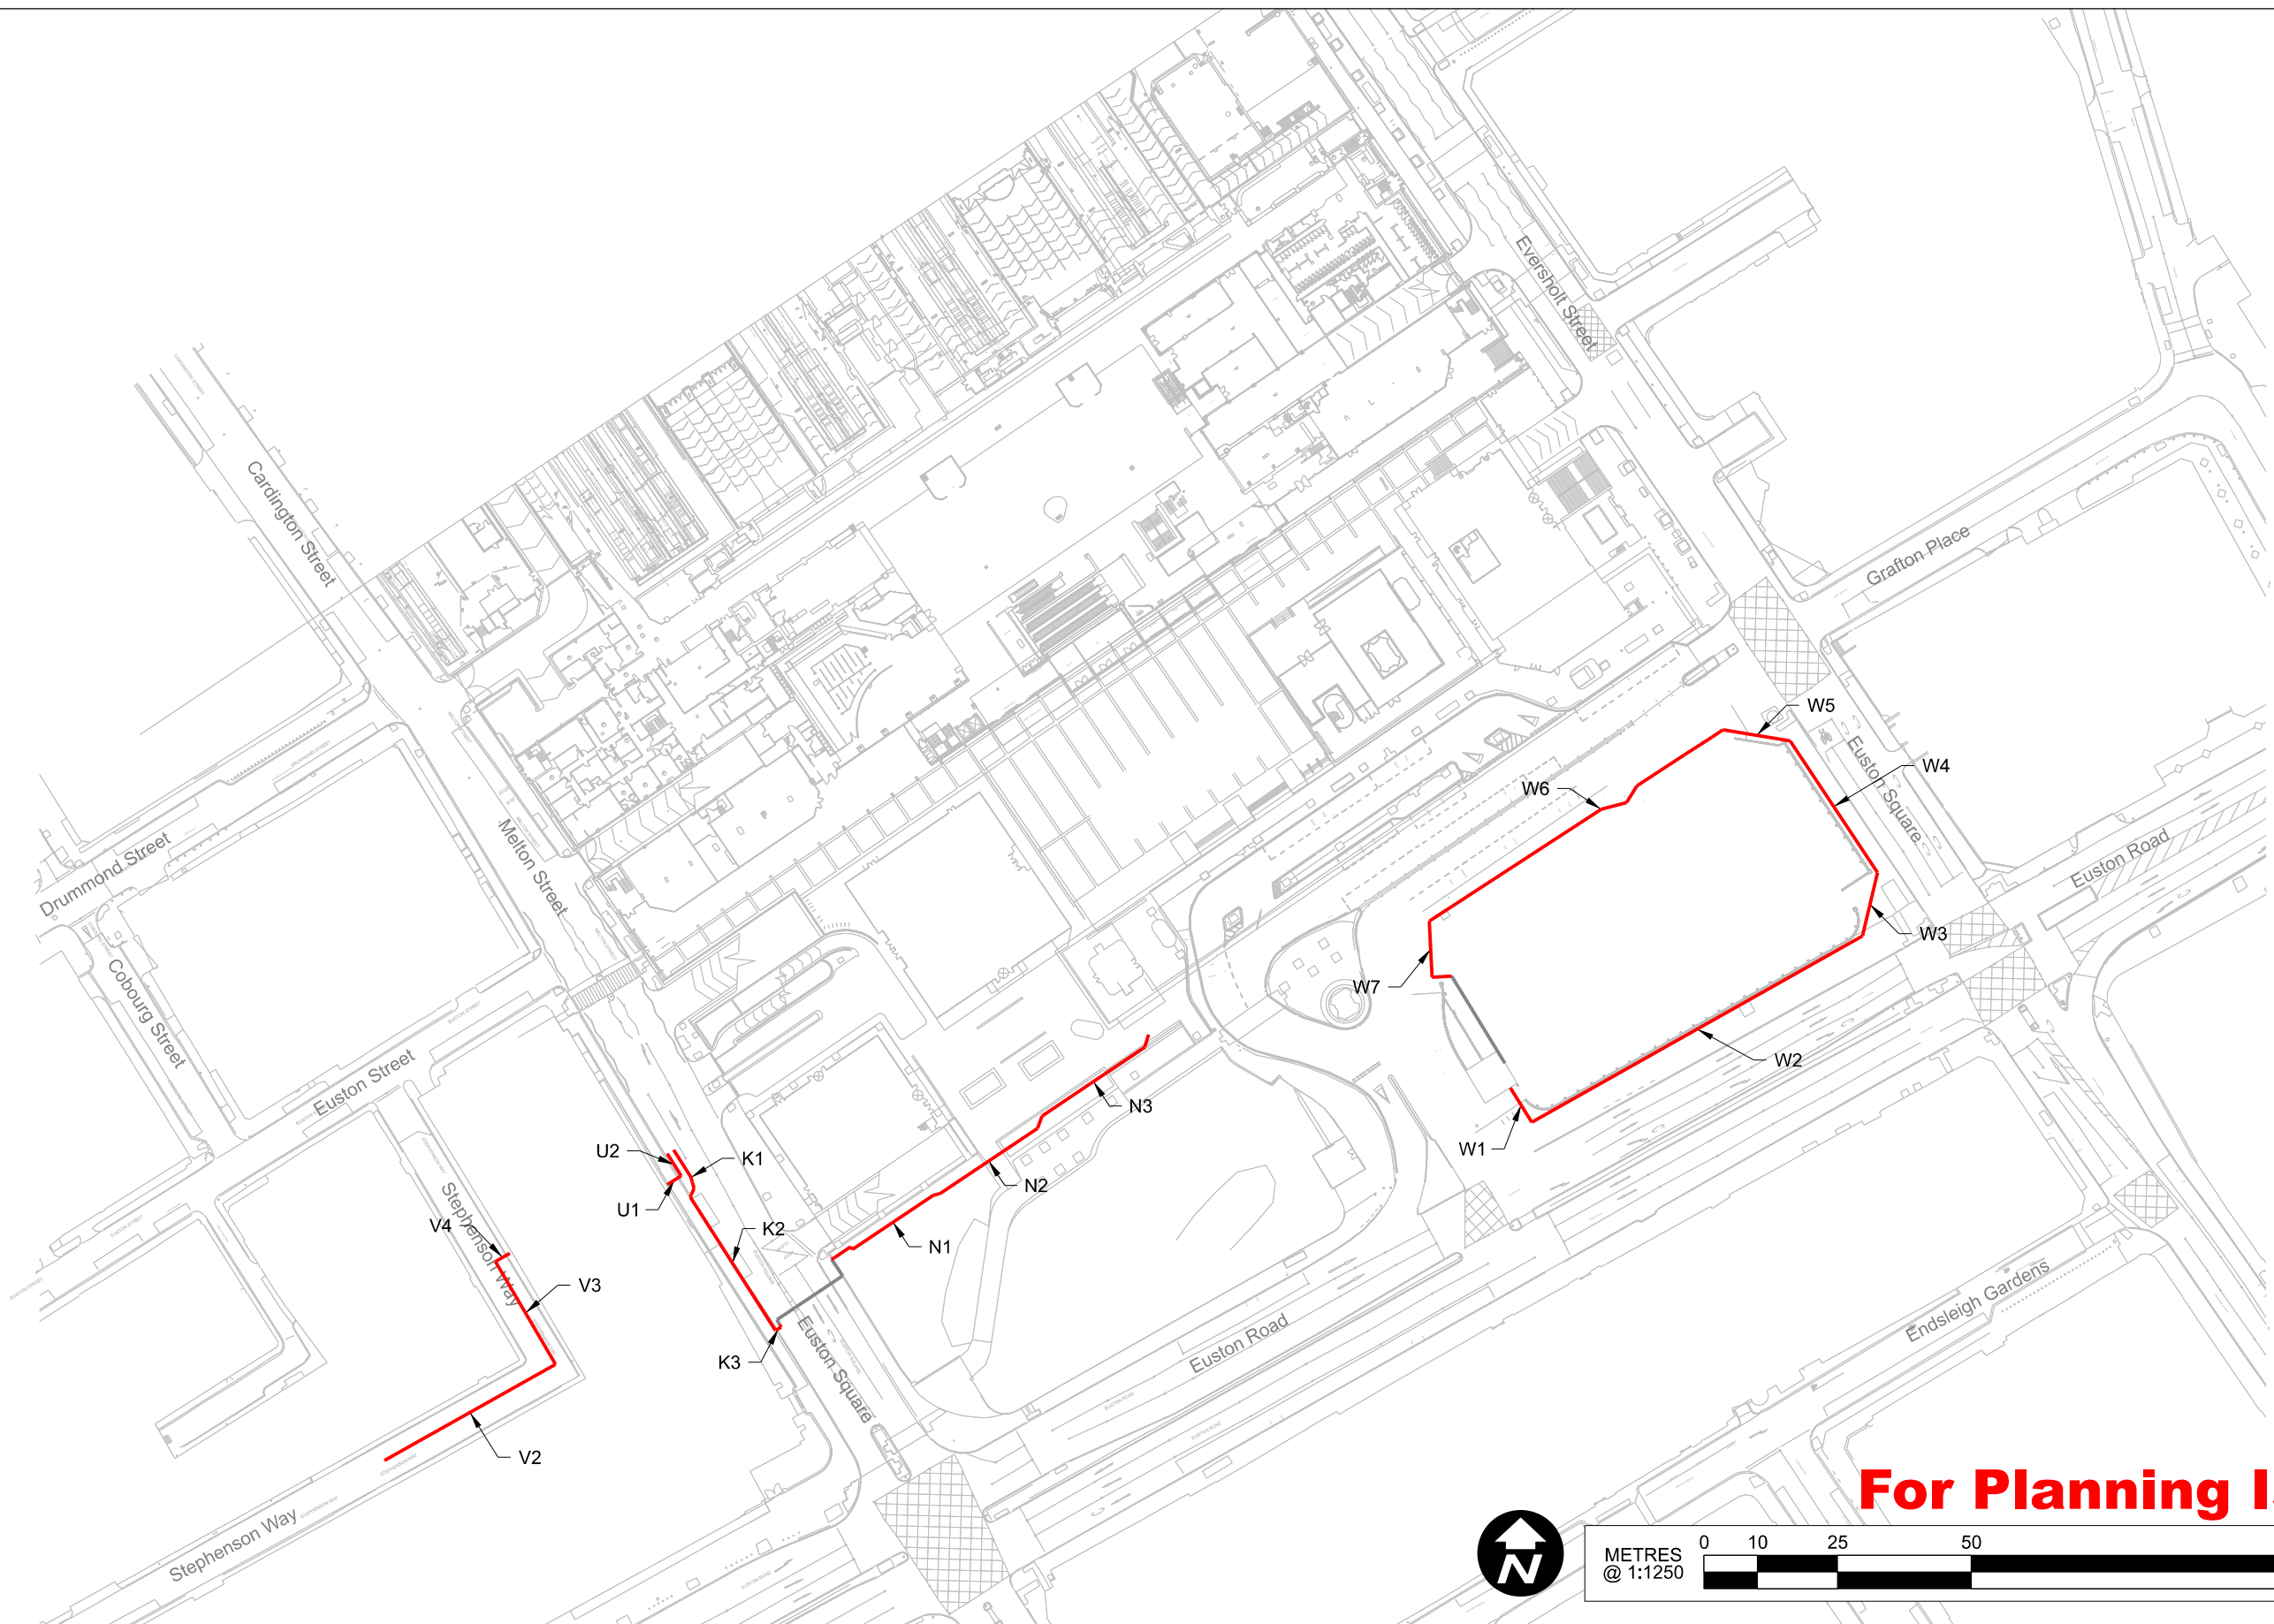 Eversholt Street
Cardington Street
Grafton Place
W5
Euston Square
W4
W6
Euston Road
Melton Street
Drummond Street
W3
Cobourg Street
W7
W2
Euston Street
N3
W1
U2
K1
N2
U1
Stephenson Way
V4
K2
N1
V3
K3
Euston Square
Euston Road
Endsleigh Gardens
V2
Stephenson Way
For Planning
N
METRES
@ 1:1250
0 10 25 50